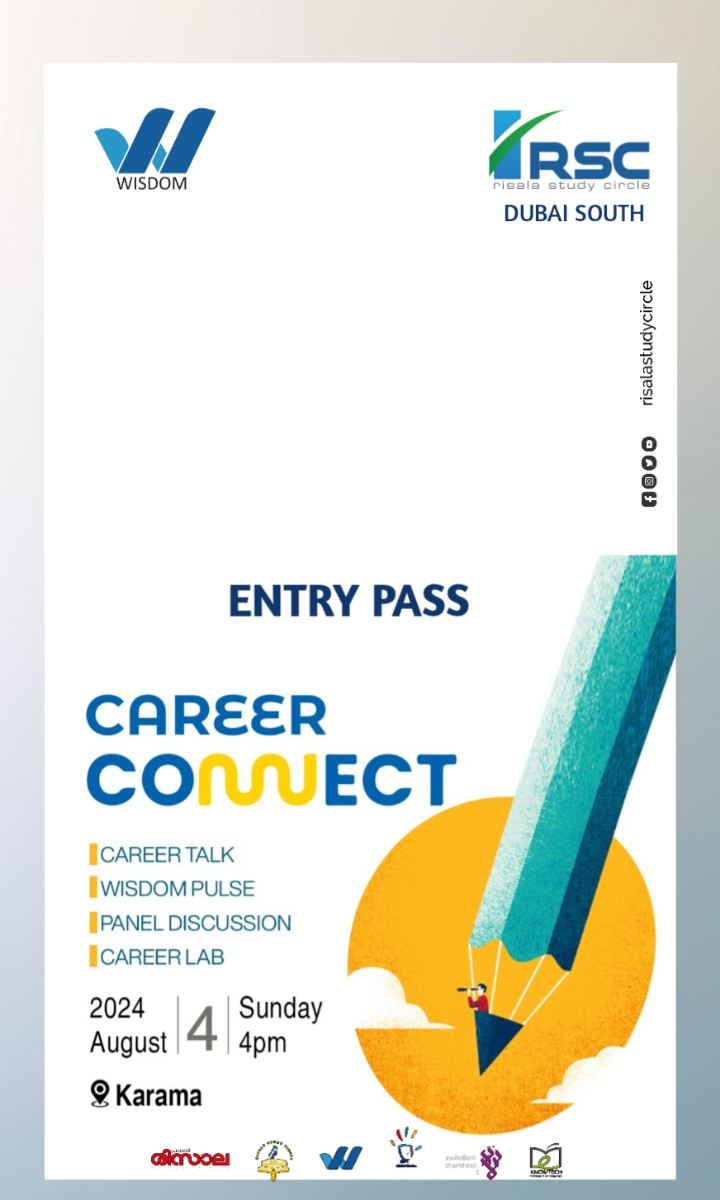 WISDOM
RSC
risala study circle
DUBAI SOUTH
risalastudycircle
ENTRY PASS
CAREER
CONNECT
CAREER TALK
WISDOM PULSE
PANEL DISCUSSION
CAREER LAB
2024
August
4
Sunday
4pm
Karama
രിസാല
KNOWTECH